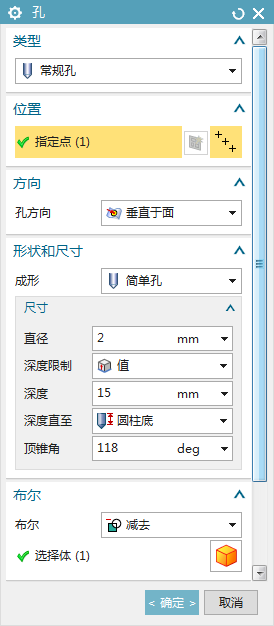 孔
类型
常规孔
位置
指定点 (1)
方向
孔方向 垂直于面
形状和尺寸
成形 简单孔
尺寸
直径 2 mm
深度限制 值
深度 15 mm
深度直至 圆柱底
顶锥角 118 deg
布尔
布尔 减去
选择体 (1)
< 确定 > 取消